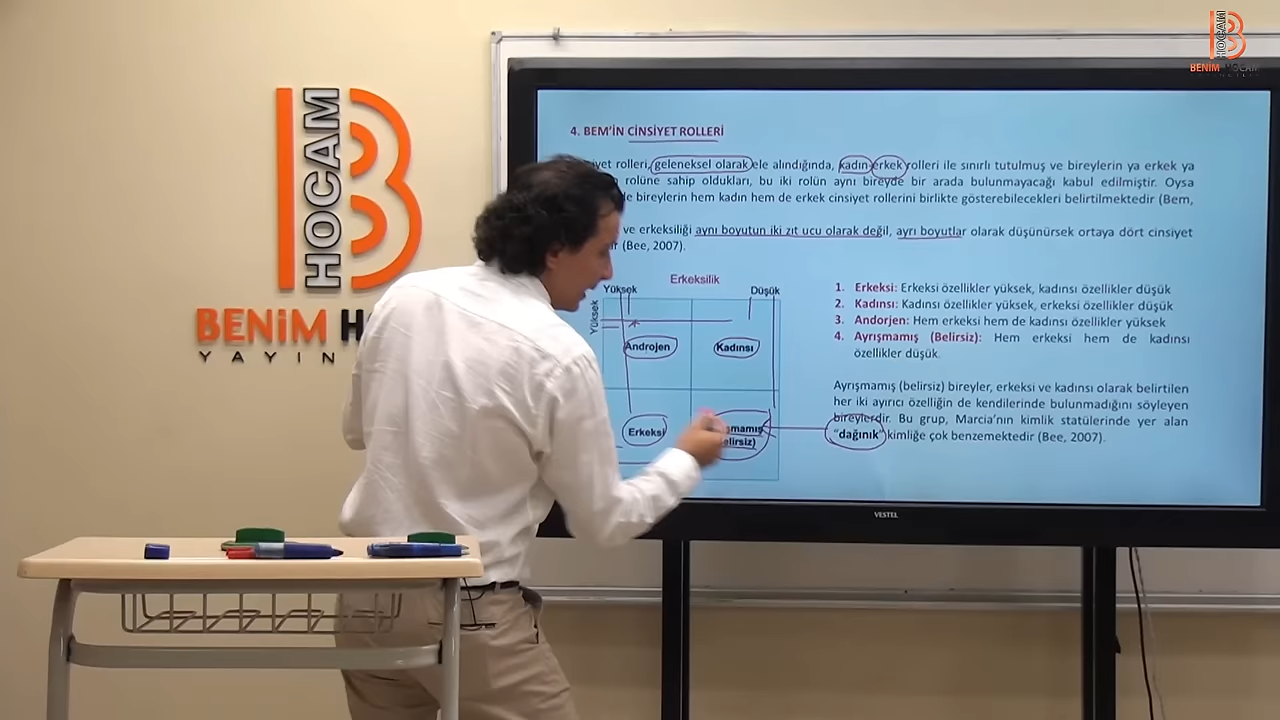 HOCAM
BENİM HOCAM
HOCAM
BENİM H
YAYIN
4. BEM'İN CİNSİYET ROLLERİ
rolleri, geleneksel olarak ele alındığında, kadın-erkek rolleri ile sınırlı tutulmuş ve bireylerin ya erkek ya
rolüne sahip oldukları, bu iki rolün aynı bireyde bir arada bulunmayacağı kabul edilmiştir. Oysa
bireylerin hem kadın hem de erkek cinsiyet rollerini birlikte gösterebilecekleri belirtilmektedir (Bem,
ve erkeksiliği aynı boyutun iki zıt ucu olarak değil, ayrı boyutlar olarak düşünürsek ortaya dört cinsiyet
(Bee, 2007).
Erkeksilik
Yüksek Düşük
Yüksek
Androjen Kadınsı
Erkeksi
1. Erkeksi: Erkeksi özellikler yüksek, kadınsı özellikler düşük
2. Kadınsı: Kadınsı özellikler yüksek, erkeksi özellikler düşük
3. Andorjen: Hem erkeksi hem de kadınsı özellikler yüksek
4. Ayrışmamış (Belirsiz): Hem erkeksi hem de kadınsı
özellikler düşük.
Ayrışmamış (belirsiz) bireyler, erkeksi ve kadınsı olarak belirtilen
her iki ayırıcı özelliğin de kendilerinde bulunmadığını söyleyen
bireylerdir. Bu grup, Marcia'nın kimlik statülerinde yer alan
"dağınık" kimliğe çok benzemektedir (Bee, 2007).
VESTEL